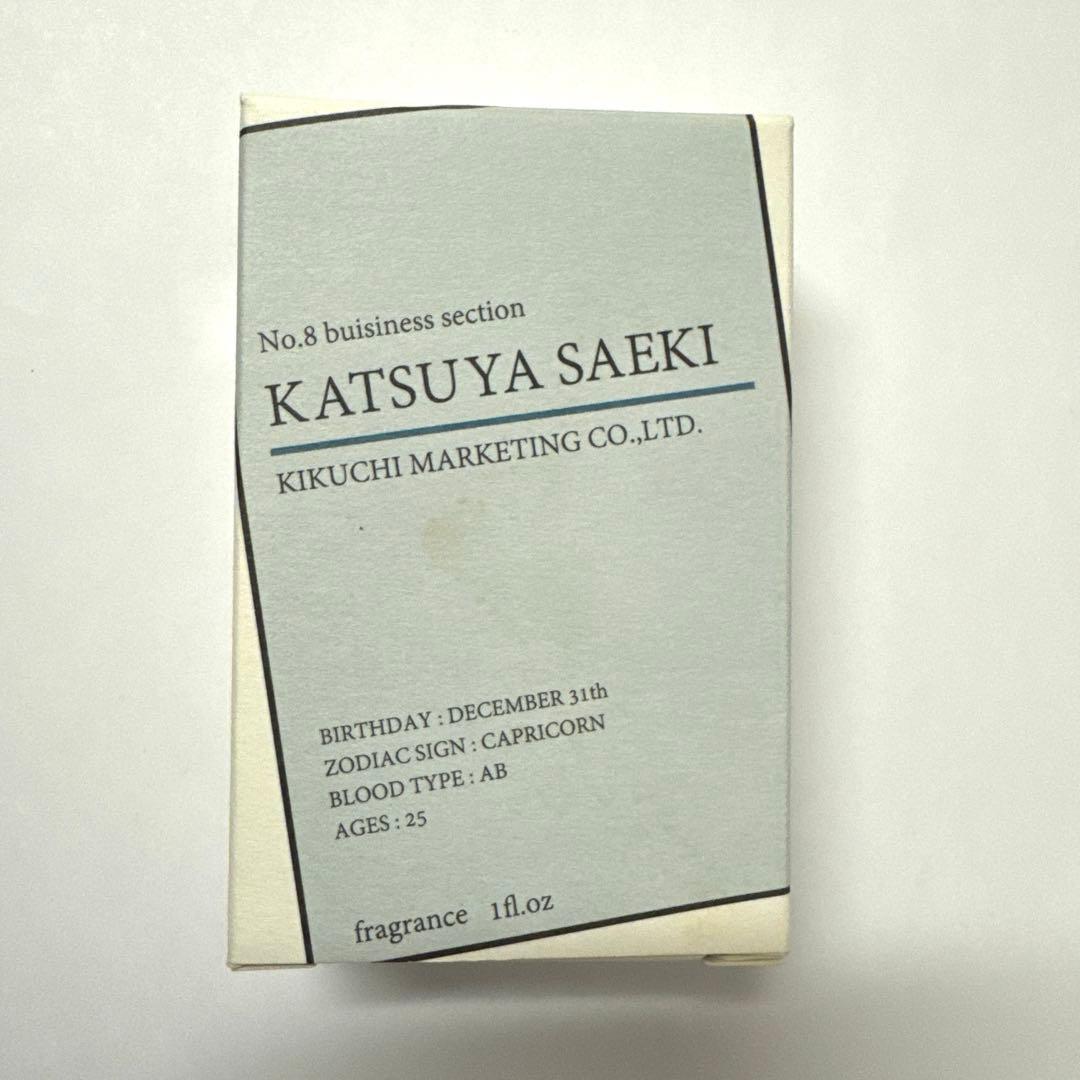 No.8 buisiness section
KATSUYA SAEKI
KIKUCHI MARKETING CO.,LTD.
BIRTHDAY : DECEMBER 31th
ZODIAC SIGN : CAPRICORN
BLOOD TYPE : AB
AGES : 25
fragrance 1fl.oz